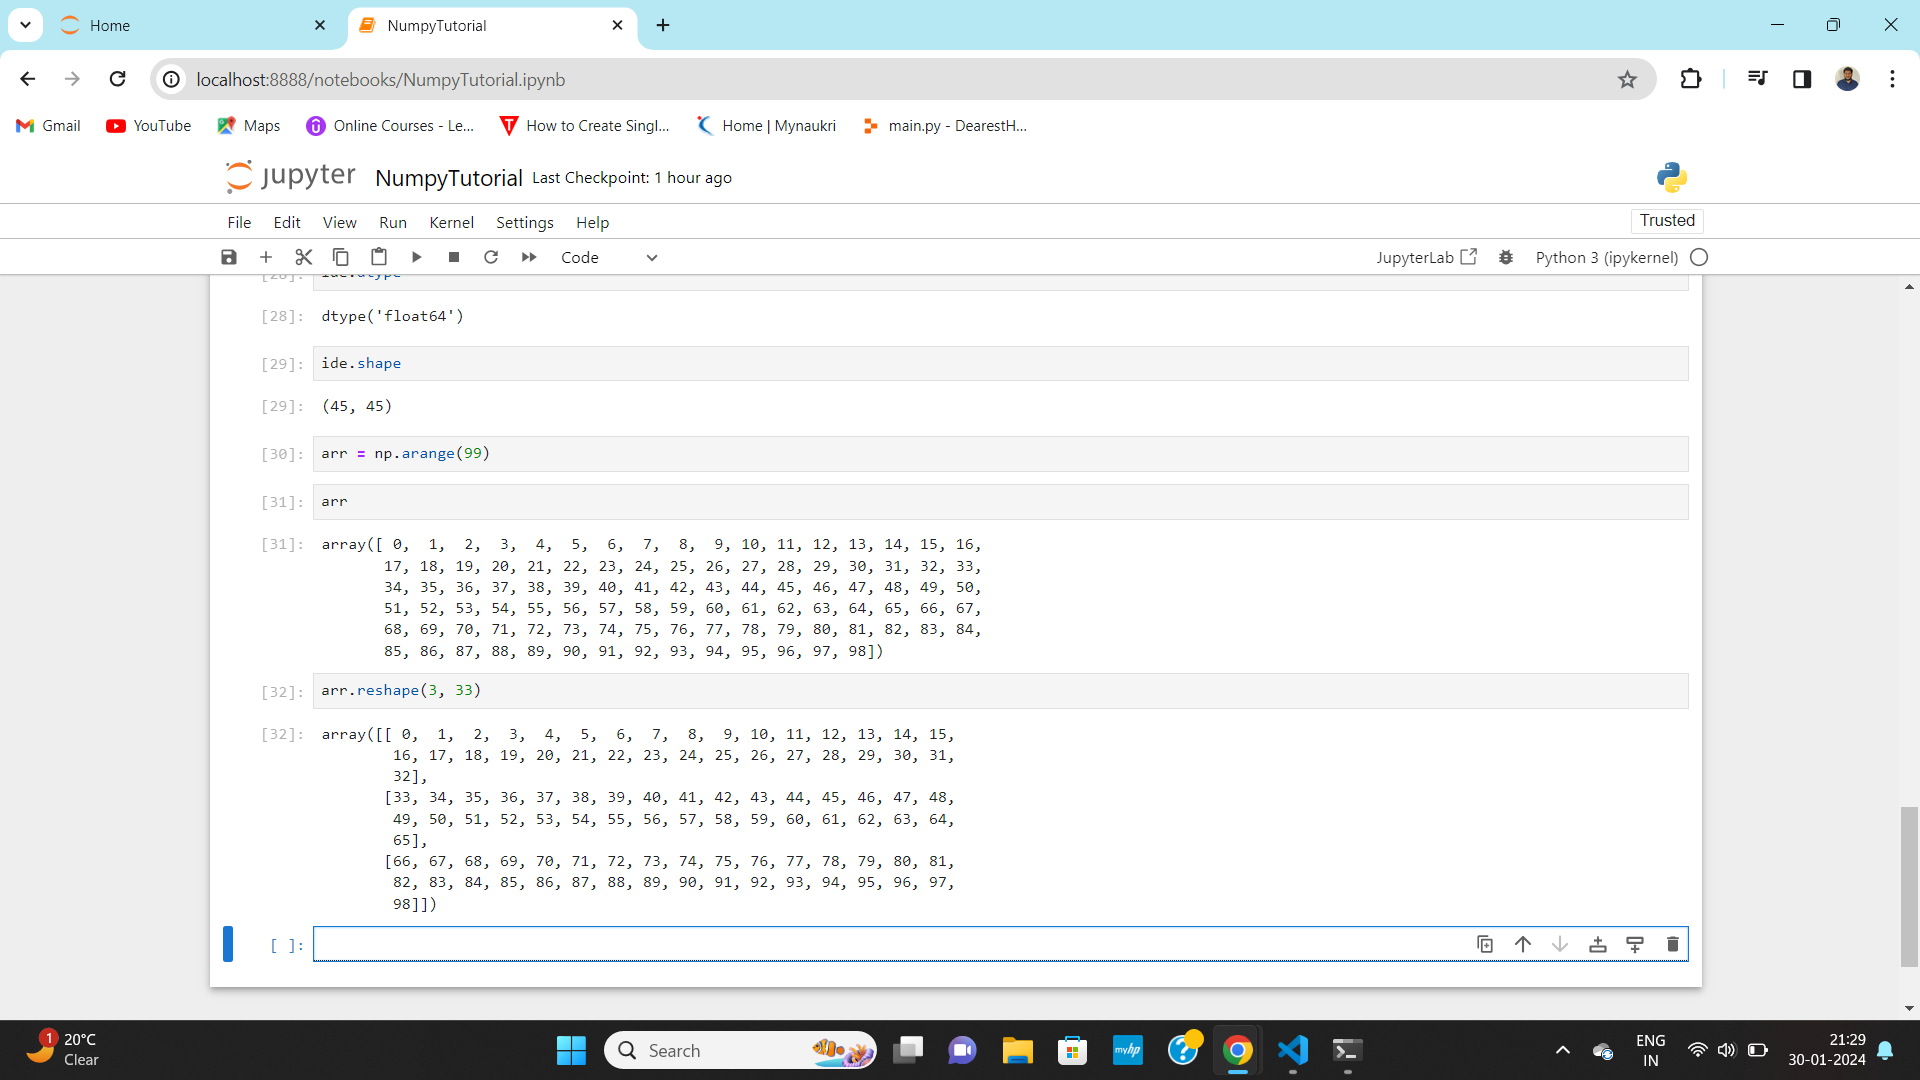 Home
NumpyTutorial
localhost:8888/notebooks/NumpyTutorial.ipynb
Gmail YouTube Maps Online Courses - Le... How to Create Singl... Home | Mynaukri main.py - DearestH...
jupyter NumpyTutorial Last Checkpoint: 1 hour ago
File Edit View Run Kernel Settings Help Trusted
Code JupyterLab Python 3 (ipykernel)
[28]: ide.dtype
[28]: dtype('float64')
[29]: ide.shape
[29]: (45, 45)
[30]: arr = np.arange(99)
[31]: arr
[31]: array([ 0, 1, 2, 3, 4, 5, 6, 7, 8, 9, 10, 11, 12, 13, 14, 15, 16,
17, 18, 19, 20, 21, 22, 23, 24, 25, 26, 27, 28, 29, 30, 31, 32, 33,
34, 35, 36, 37, 38, 39, 40, 41, 42, 43, 44, 45, 46, 47, 48, 49, 50,
51, 52, 53, 54, 55, 56, 57, 58, 59, 60, 61, 62, 63, 64, 65, 66, 67,
68, 69, 70, 71, 72, 73, 74, 75, 76, 77, 78, 79, 80, 81, 82, 83, 84,
85, 86, 87, 88, 89, 90, 91, 92, 93, 94, 95, 96, 97, 98])
[32]: arr.reshape(3, 33)
[32]: array([[ 0, 1, 2, 3, 4, 5, 6, 7, 8, 9, 10, 11, 12, 13, 14, 15,
16, 17, 18, 19, 20, 21, 22, 23, 24, 25, 26, 27, 28, 29, 30, 31,
32],
[33, 34, 35, 36, 37, 38, 39, 40, 41, 42, 43, 44, 45, 46, 47, 48,
49, 50, 51, 52, 53, 54, 55, 56, 57, 58, 59, 60, 61, 62, 63, 64,
65],
[66, 67, 68, 69, 70, 71, 72, 73, 74, 75, 76, 77, 78, 79, 80, 81,
82, 83, 84, 85, 86, 87, 88, 89, 90, 91, 92, 93, 94, 95, 96, 97,
98]])
[ ]:
1
20°C
Clear
Search
myhp
ENG
IN
21:29
30-01-2024